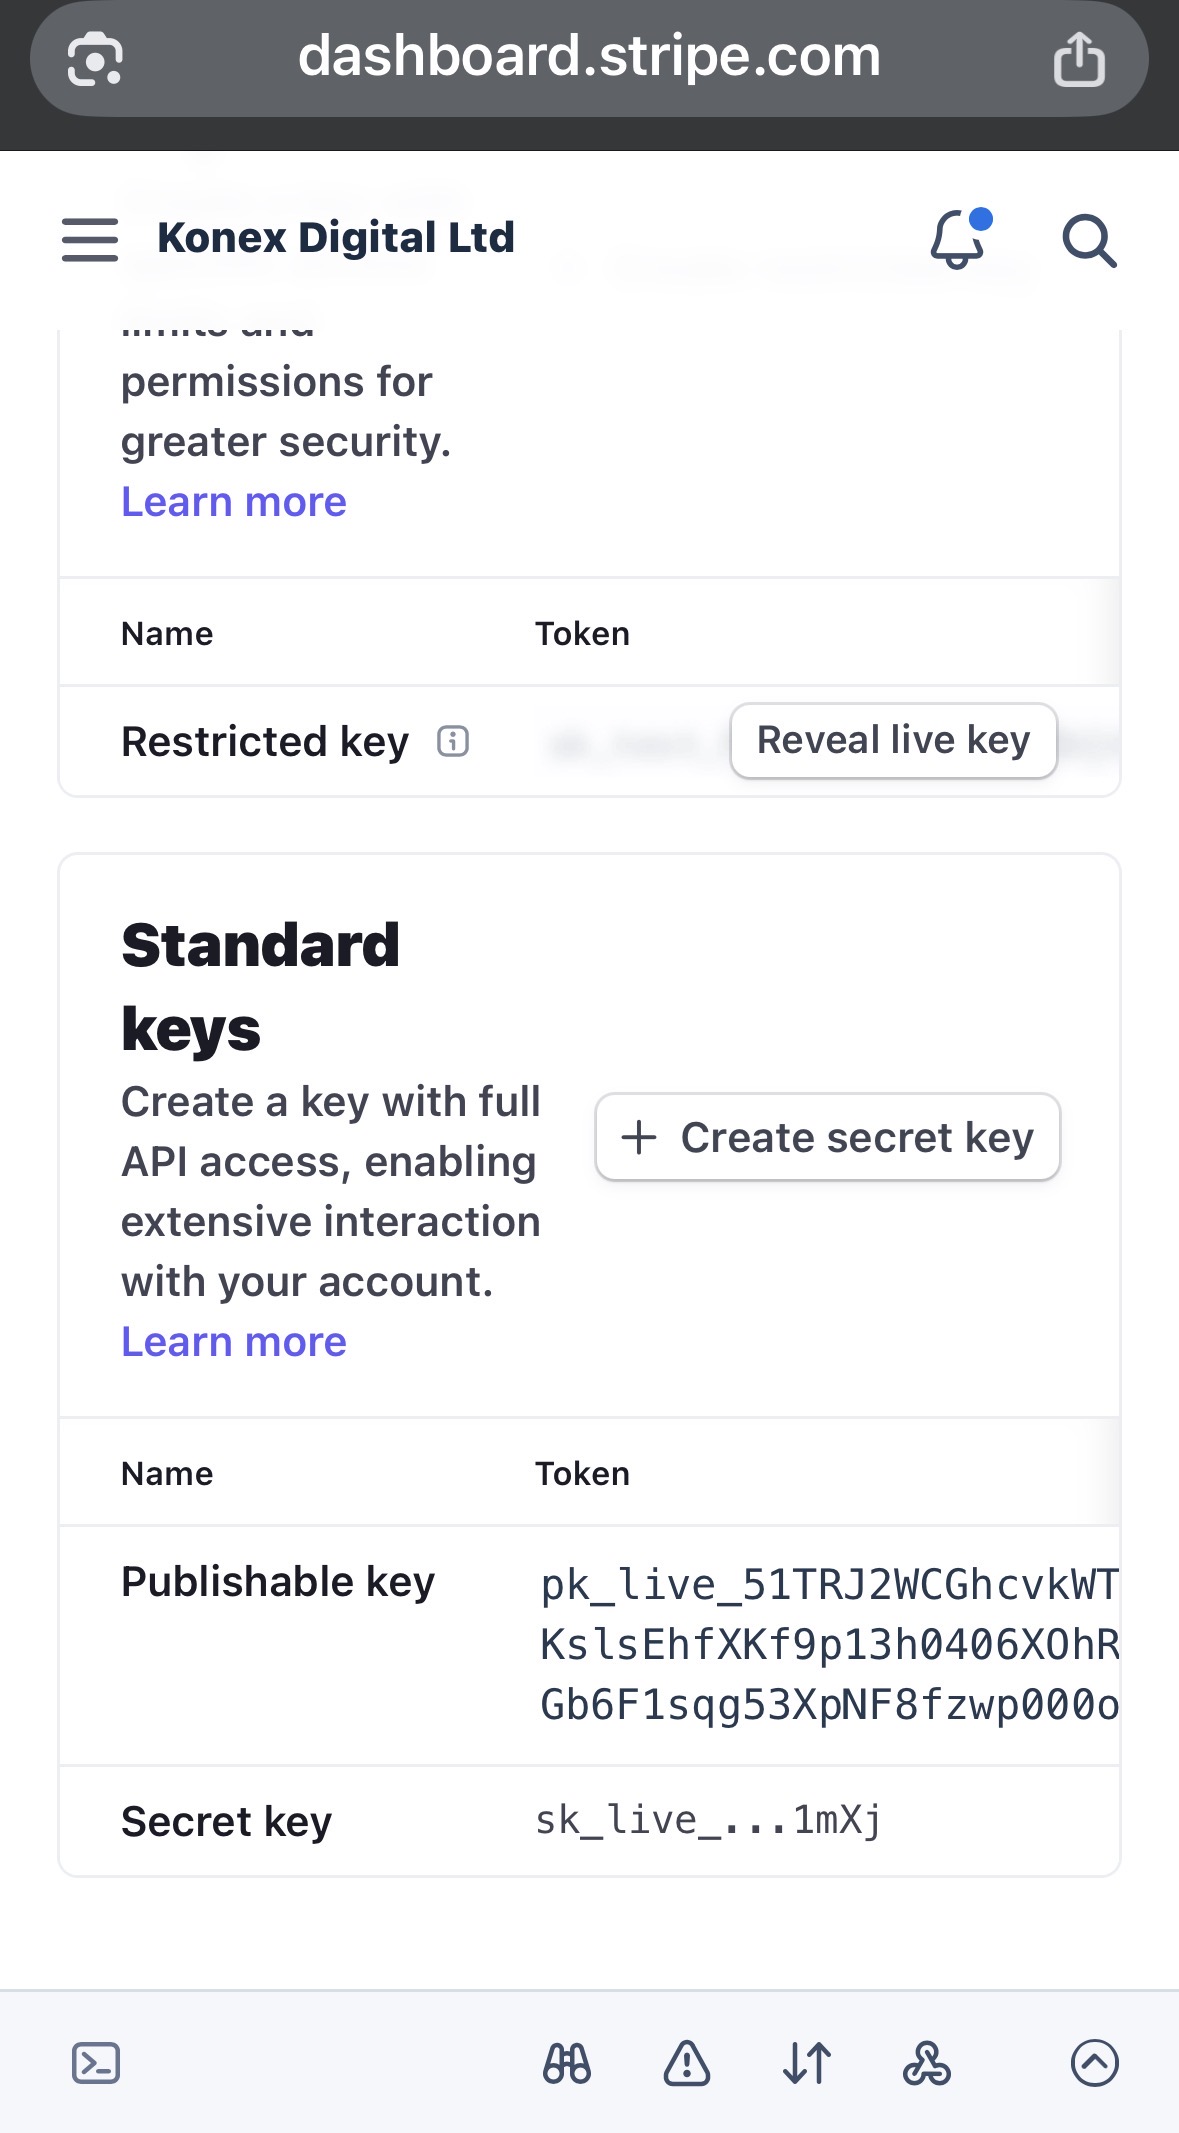 dashboard.stripe.com
Konex Digital Ltd
limits and
permissions for
greater security.
Learn more
Name Token
Restricted key Reveal live key
Standard
keys
Create a key with full
API access, enabling
extensive interaction
with your account.
Learn more
+ Create secret key
Name Token
Publishable key pk_live_51TRJ2WCGhcvkWT
KslsEhfXKf9p13h0406XOhR
Gb6F1sqg53XpNF8fzwp000o
Secret key sk_live_...1mXj